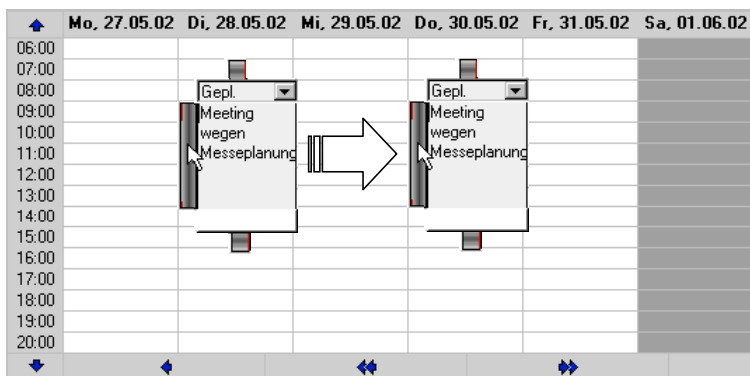 Mo, 27.05.02 Di, 28.05.02 Mi, 29.05.02 Do, 30.05.02 Fr, 31.05.02 Sa, 01.06.02
06:00
07:00
08:00 Gepl. Gepl.
09:00 Meeting Meeting
10:00 wegen wegen
11:00 Messeplanung Messeplanung
12:00
13:00
14:00
15:00
16:00
17:00
18:00
19:00
20:00